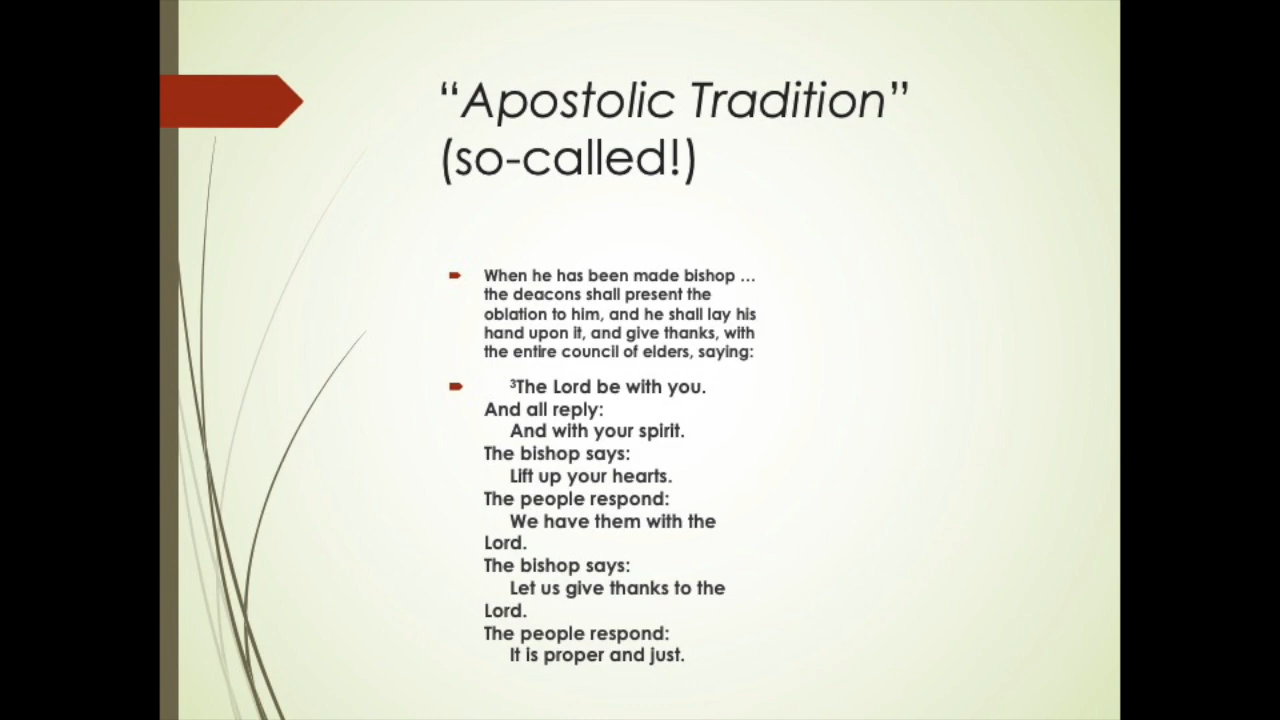 “Apostolic Tradition”
(so-called!)
When he has been made bishop …
the deacons shall present the
oblation to him, and he shall lay his
hand upon it, and give thanks, with
the entire council of elders, saying:
³The Lord be with you.
And all reply:
And with your spirit.
The bishop says:
Lift up your hearts.
The people respond:
We have them with the
Lord.
The bishop says:
Let us give thanks to the
Lord.
The people respond:
It is proper and just.